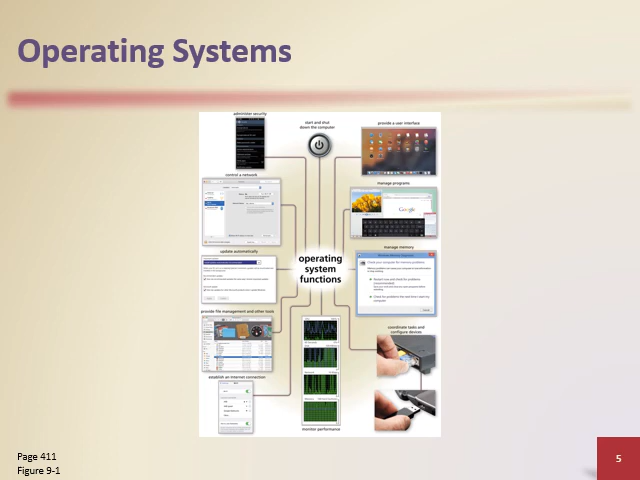 Operating Systems
administer security
start and shut
down the computer
provide a user interface
control a network
manage programs
Google
update automatically
manage memory
operating
system
functions
provide file management and other tools
coordinate tasks and
configure devices
establish an Internet connection
monitor performance
Page 411
Figure 9-1
5